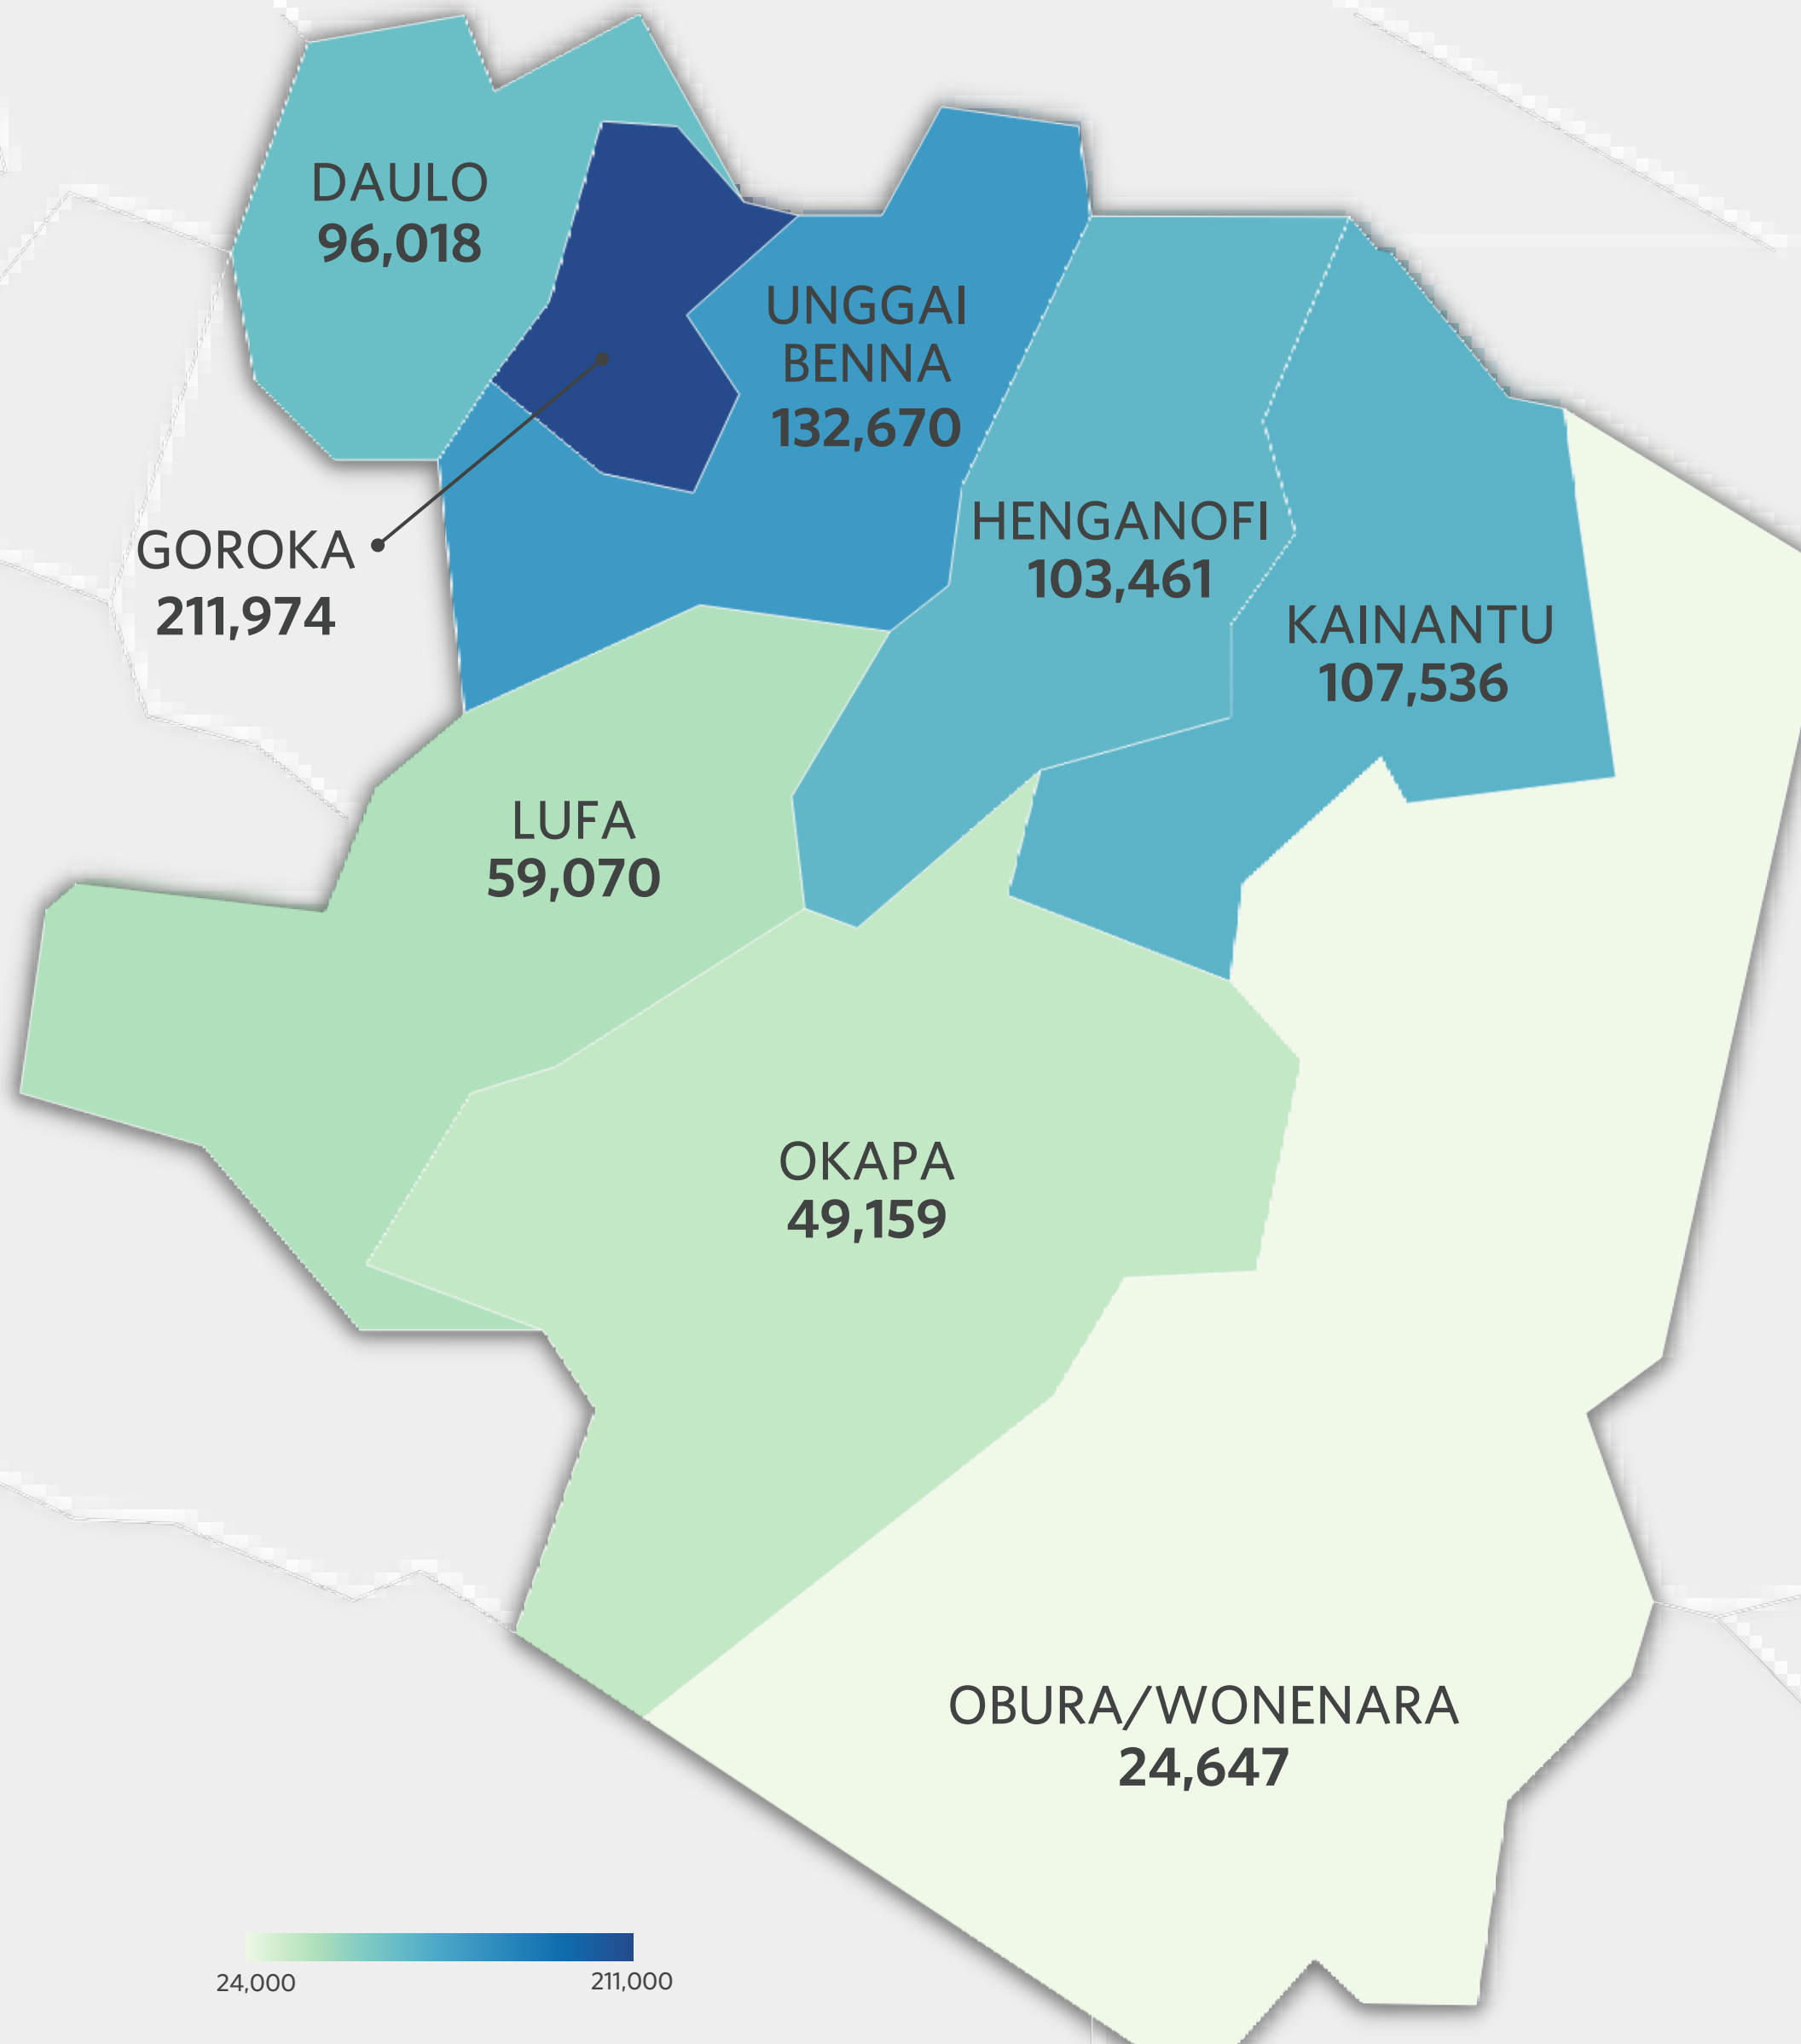 DAULO
96,018
UNGGAI
BENNA
132,670
GOROKA
211,974
HENGANOFI
103,461
KAINANTU
107,536
LUFA
59,070
OKAPA
49,159
OBURA/WONENARA
24,647
24,000
211,000